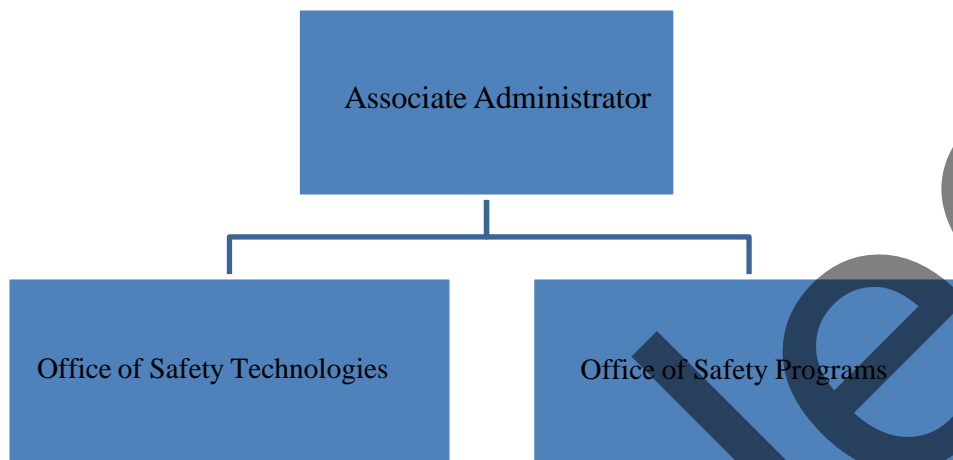 Associate Administrator
Office of Safety Technologies
Office of Safety Programs